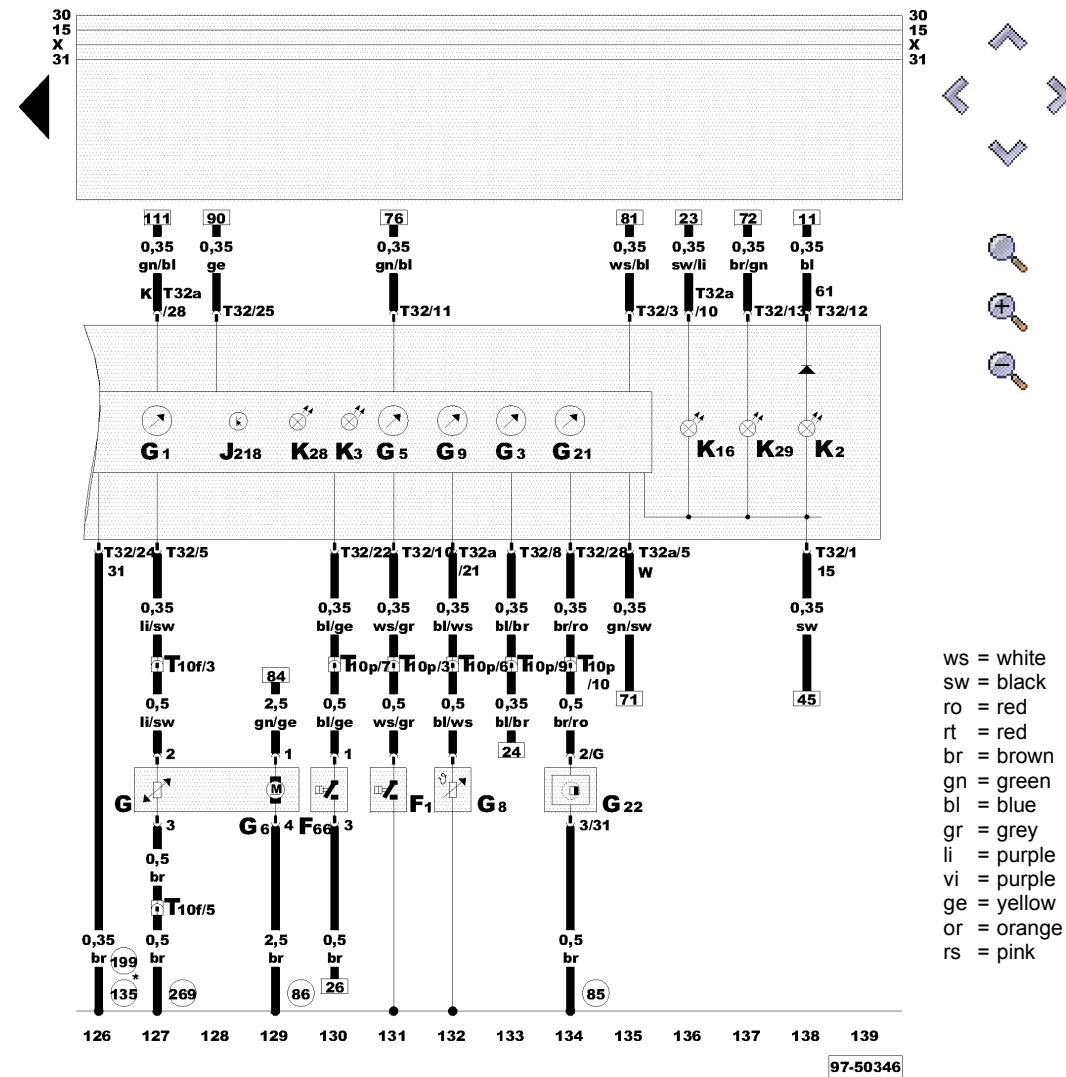 30 30
15 15
X X
31 31
111 90 76 81 23 72 11
0,35 0,35 0,35 0,35 0,35 0,35 0,35
gn/bl ge gn/bl ws/bl sw/li br/gn bl
K T32a T32a 61
/28 T32/25 T32/11 T32/3 /10 T32/13 T32/12
G1 J218 K28 K3 G5 G9 G3 G21 K16 K29 K2
T32/24 T32/5 T32/22 T32/10 T32a T32/8 T32/28 T32a/5 T32/1
31 /21 W 15
0,35 0,35 0,35 0,35 0,35 0,35 0,35 0,35
li/sw bl/ge ws/gr bl/ws bl/br br/ro gn/sw sw
T10f/3 T10p/7 T10p/3 T10p/6 T10p/9 T10p
84 /10
71 45
0,5 2,5 0,5 0,5 0,5 0,35 0,5
li/sw gn/ge bl/ge ws/gr bl/ws bl/br br/ro
24
2 1 1 2/G
M
G F1 G8 G22
3 G6 4 F66 3 3/31
0,5
br
T10f/5
0,35 0,5 2,5 0,5 0,5
br br br br br
199
*
135 269 86 26 85
126 127 128 129 130 131 132 133 134 135 136 137 138 139
97-50346
ws = white
sw = black
ro = red
rt = red
br = brown
gn = green
bl = blue
gr = grey
li = purple
vi = purple
ge = yellow
or = orange
rs = pink